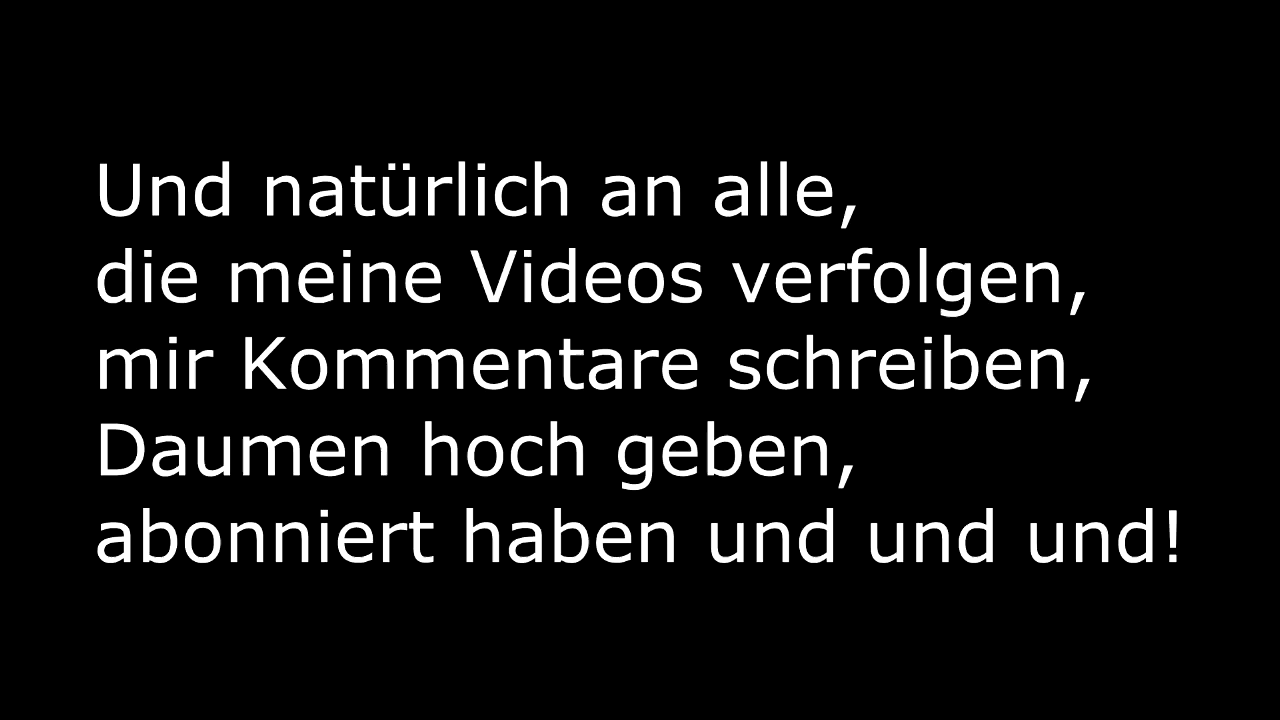 Und natürlich an alle,
die meine Videos verfolgen,
mir Kommentare schreiben,
Daumen hoch geben,
abonniert haben und und und!